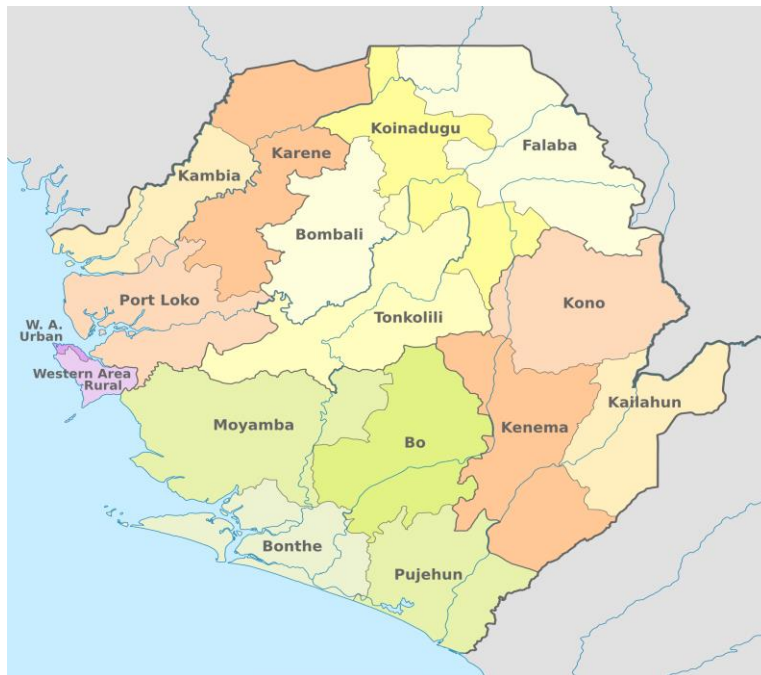 Koinadugu
Falaba
Karene
Kambia
Bombali
Port Loko
Kono
Tonkolili
W. A.
Urban
Western Area
Rural
Kailahun
Moyamba
Kenema
Bo
Bonthe
Pujehun